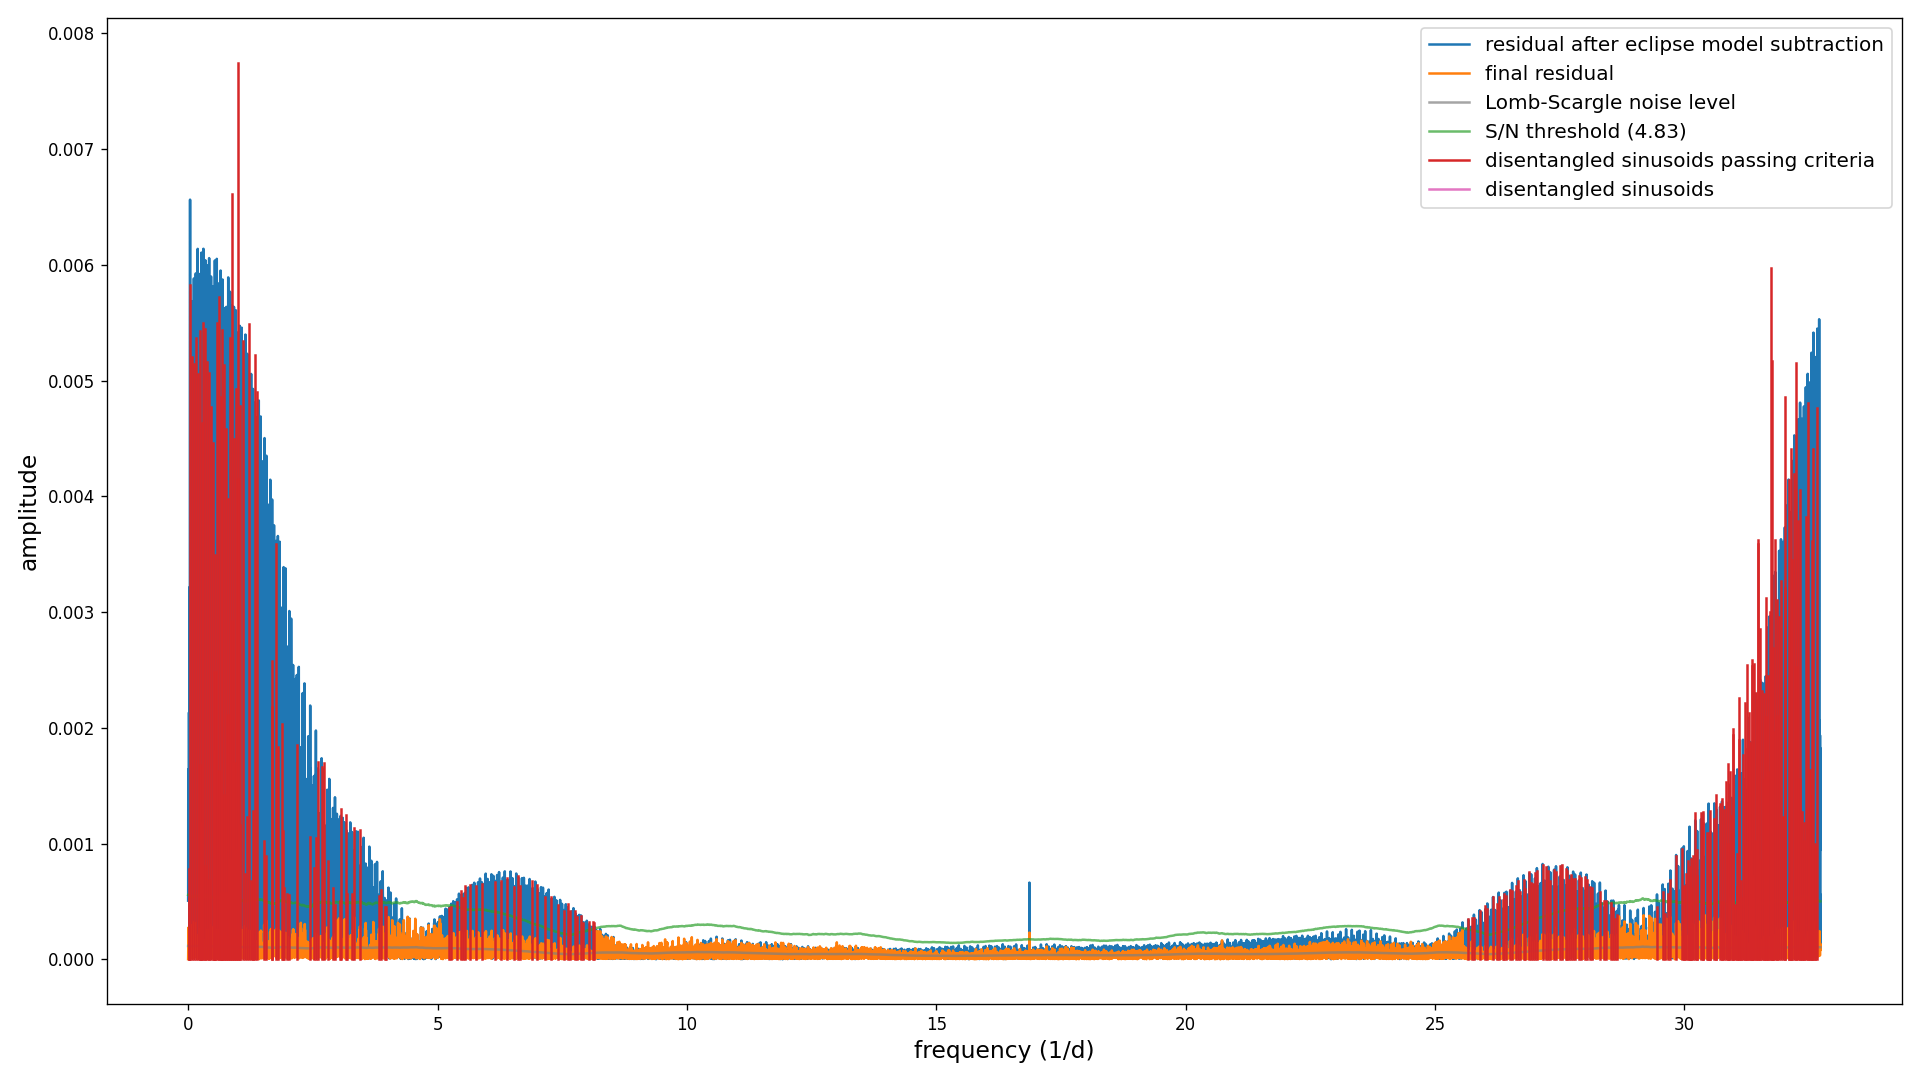 0.008
0.007
0.006
0.005
0.004
0.003
0.002
0.001
0.000
amplitude
0
5
10
15
20
25
30
frequency (1/d)
residual after eclipse model subtraction
final residual
Lomb-Scargle noise level
S/N threshold (4.83)
disentangled sinusoids passing criteria
disentangled sinusoids